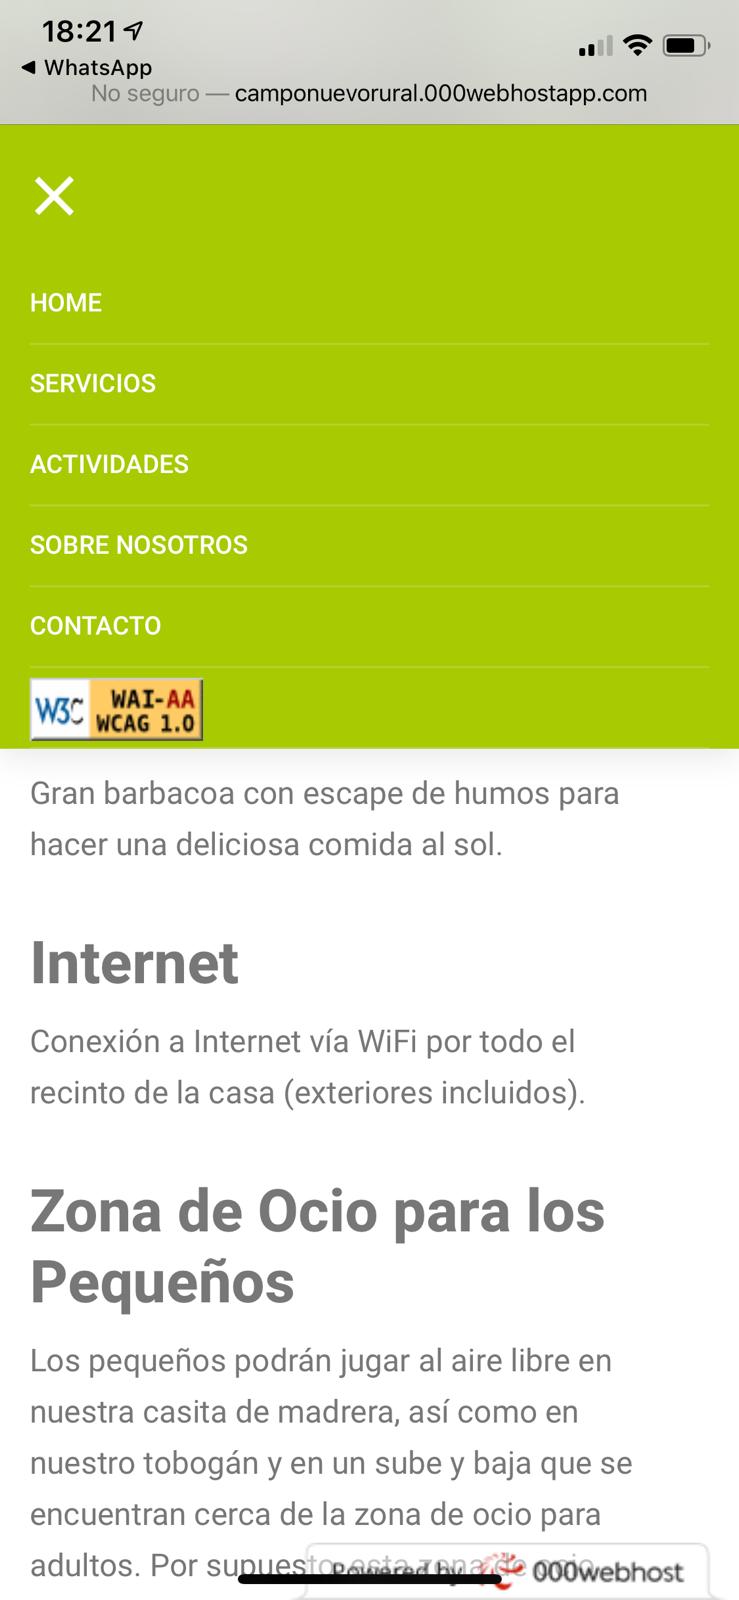 18:21
WhatsApp
No seguro — camponuevorural.000webhostapp.com
HOME
SERVICIOS
ACTIVIDADES
SOBRE NOSOTROS
CONTACTO
W3C WAI-AA
WCAG 1.0
Gran barbacoa con escape de humos para
hacer una deliciosa comida al sol.
Internet
Conexión a Internet vía WiFi por todo el
recinto de la casa (exteriores incluidos).
Zona de Ocio para los
Pequeños
Los pequeños podrán jugar al aire libre en
nuestra casita de madrera, así como en
nuestro tobogán y en un sube y baja que se
encuentran cerca de la zona de ocio para
adultos. Por supuesto, esta zona de ocio
Powered by 000webhost